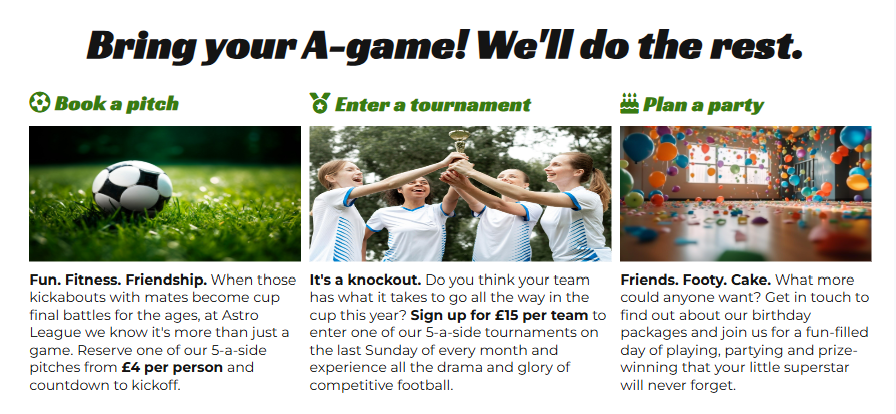 Bring your A-game! We'll do the rest.
Book a pitch
Fun. Fitness. Friendship. When those
kickabouts with mates become cup
final battles for the ages, at Astro
League we know it's more than just a
game. Reserve one of our 5-a-side
pitches from £4 per person and
countdown to kickoff.
Enter a tournament
It's a knockout. Do you think your team
has what it takes to go all the way in the
cup this year? Sign up for £15 per team to
enter one of our 5-a-side tournaments on
the last Sunday of every month and
experience all the drama and glory of
competitive football.
Plan a party
Friends. Footy. Cake. What more
could anyone want? Get in touch to
find out about our birthday
packages and join us for a fun-filled
day of playing, partying and prize-
winning that your little superstar
will never forget.